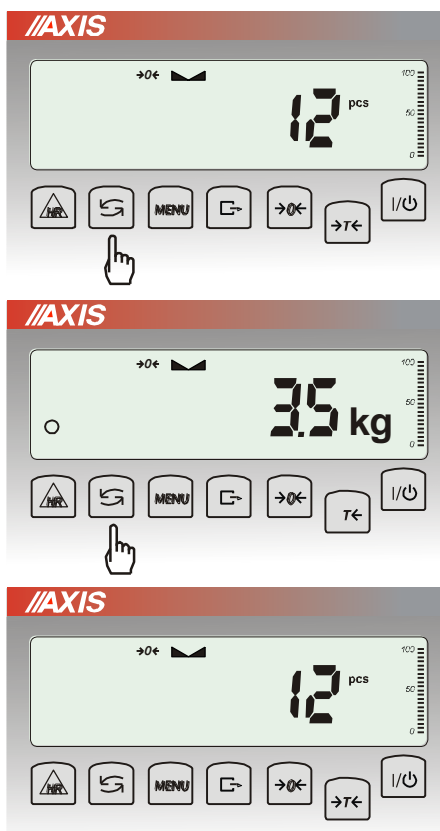 //AXIS
→0←
100
12 pcs
50
0
HR MENU →0← →T← I/⏻
//AXIS
→0←
100
3.5 kg
50
0
HR MENU →0← T← I/⏻
//AXIS
→0←
100
12 pcs
50
0
HR MENU →0← →T← I/⏻